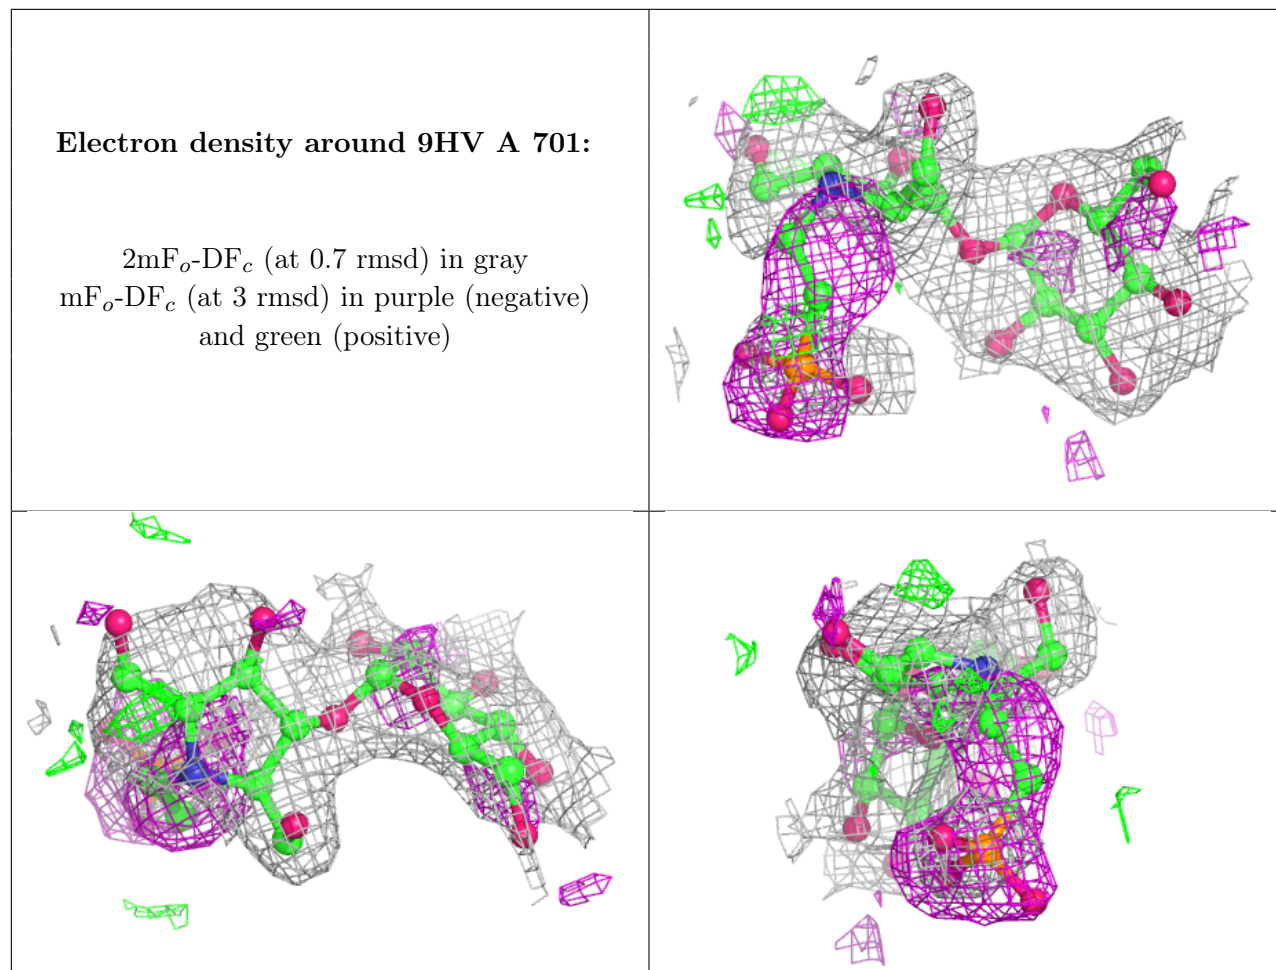 Electron density around 9HV A 701:
2mFo-DFc (at 0.7 rmsd) in gray
mFo-DFc (at 3 rmsd) in purple (negative)
and green (positive)